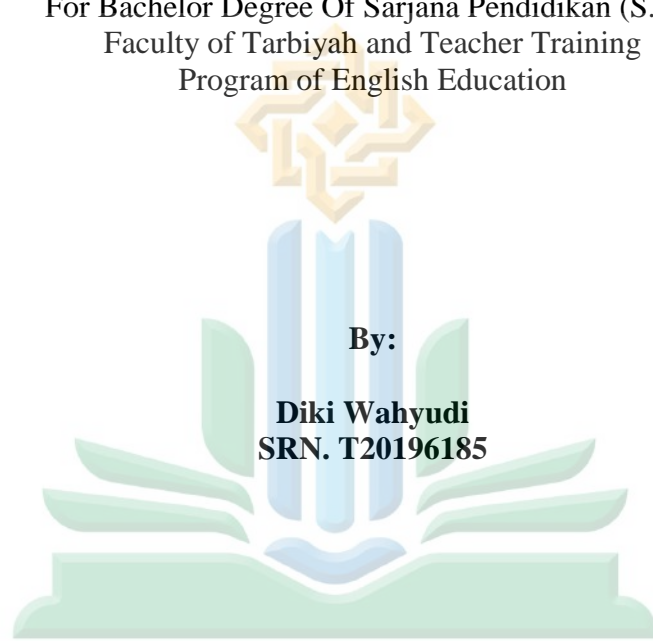 For Bachelor Degree Of Sarjana Pendidikan (S.
Faculty of Tarbiyah and Teacher Training
Program of English Education
By:
Diki Wahyudi
SRN. T20196185